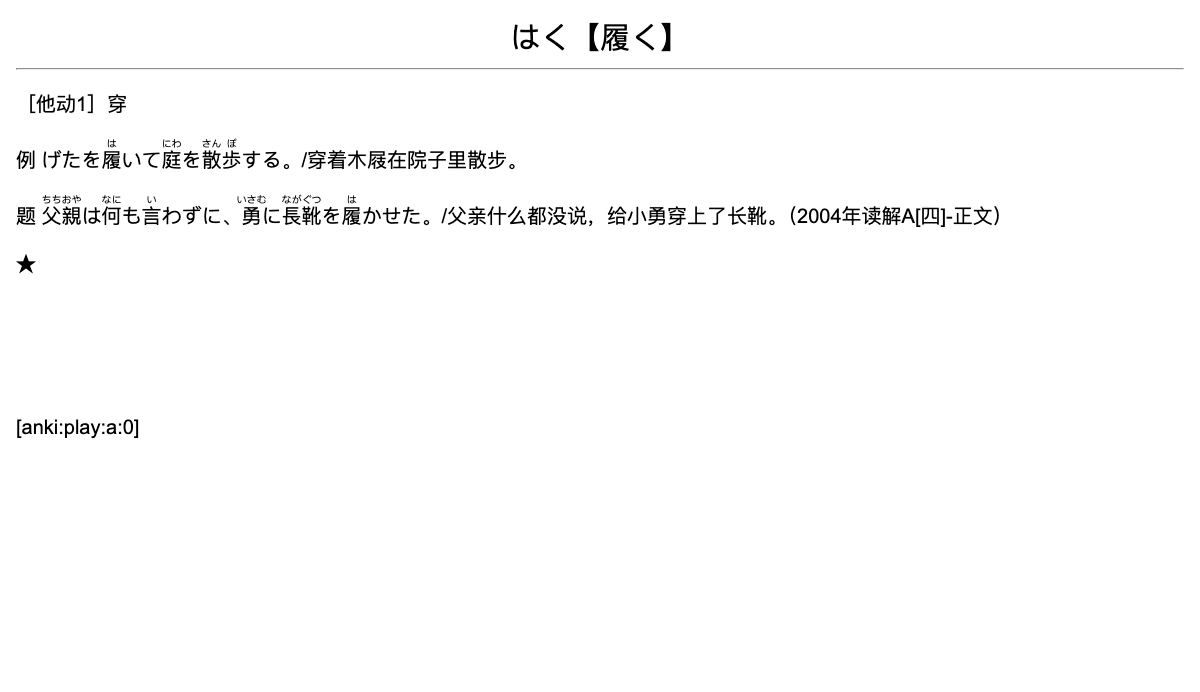 はく【履く】
［他动1］穿
例 げたを履いて庭を散歩する。/穿着木屐在院子里散步。
は にわ さん ぽ
题 父親は何も言わずに、勇に長靴を履かせた。/父亲什么都没说，给小勇穿上了长靴。（2004年读解A[四]-正文）
ちちおや なに い いさむ ながぐつ は
★
[anki:play:a:0]